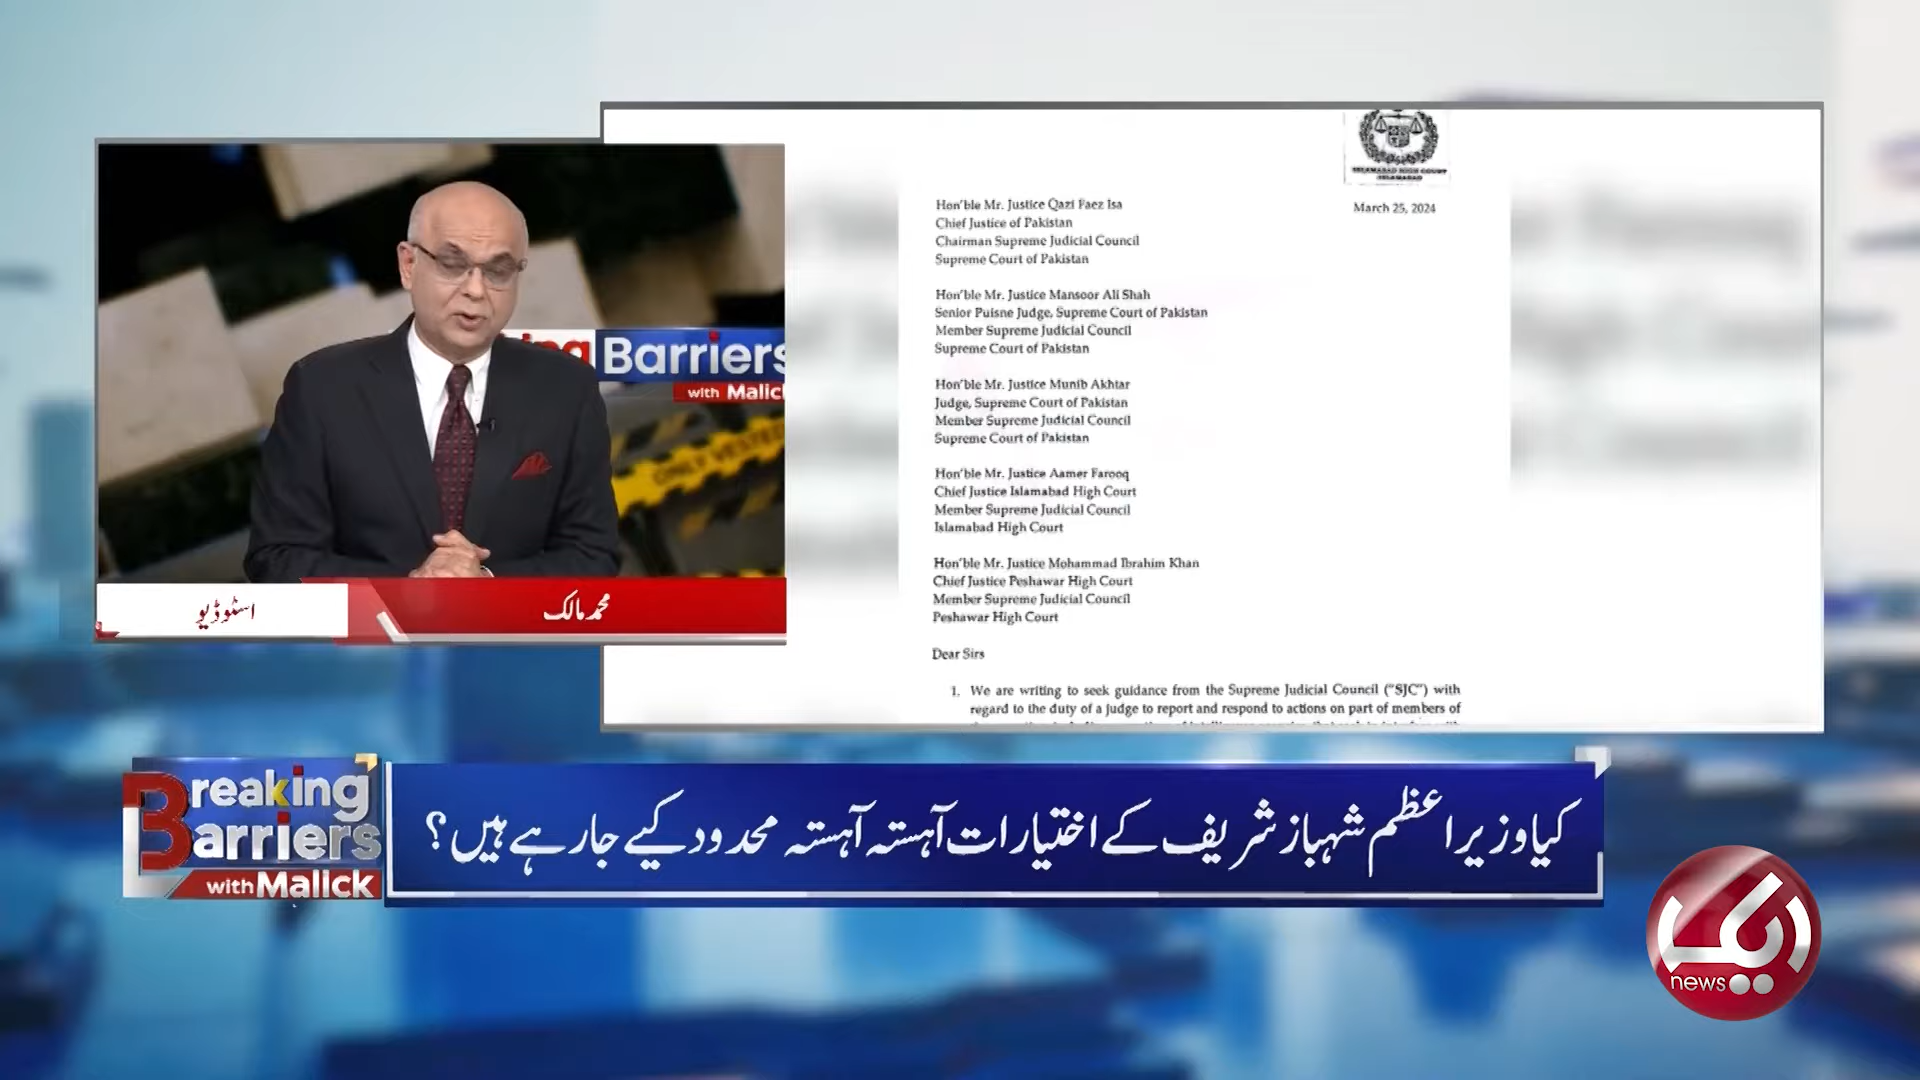 ISLAMABAD HIGH COURT
ISLAMABAD
March 25, 2024
Hon'ble Mr. Justice Qazi Faez Isa
Chief Justice of Pakistan
Chairman Supreme Judicial Council
Supreme Court of Pakistan
Hon'ble Mr. Justice Mansoor Ali Shah
Senior Puisne Judge, Supreme Court of Pakistan
Member Supreme Judicial Council
Supreme Court of Pakistan
Hon'ble Mr. Justice Munib Akhtar
Judge, Supreme Court of Pakistan
Member Supreme Judicial Council
Supreme Court of Pakistan
Hon'ble Mr. Justice Aamer Farooq
Chief Justice Islamabad High Court
Member Supreme Judicial Council
Islamabad High Court
Hon'ble Mr. Justice Mohammad Ibrahim Khan
Chief Justice Peshawar High Court
Member Supreme Judicial Council
Peshawar High Court
Dear Sirs
1. We are writing to seek guidance from the Supreme Judicial Council ("SJC") with
regard to the duty of a judge to report and respond to actions on part of members of
Barriers
with Malick
محمد مالک
اسٹوڈیو
Breaking
Barriers
with Malick
کیا وزیر اعظم شہباز شریف کے اختیارات آہستہ آہستہ محدود کیے جا رہے ہیں؟
ایک
news